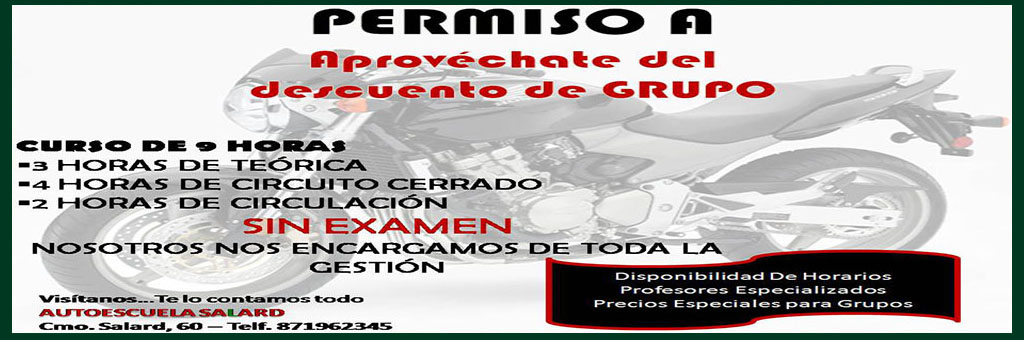 PERMISO A
Aprovéchate del
descuento de GRUPO
CURSO DE 9 HORAS
▪3 HORAS DE TEÓRICA
▪4 HORAS DE CIRCUITO CERRADO
▪2 HORAS DE CIRCULACIÓN
SIN EXAMEN
NOSOTROS NOS ENCARGAMOS DE TODA LA
GESTIÓN
Disponibilidad De Horarios
Profesores Especializados
Precios Especiales para Grupos
Visítanos...Te lo contamos todo
AUTOESCUELA SALARD
Cmo. Salard, 60 – Telf. 871962345